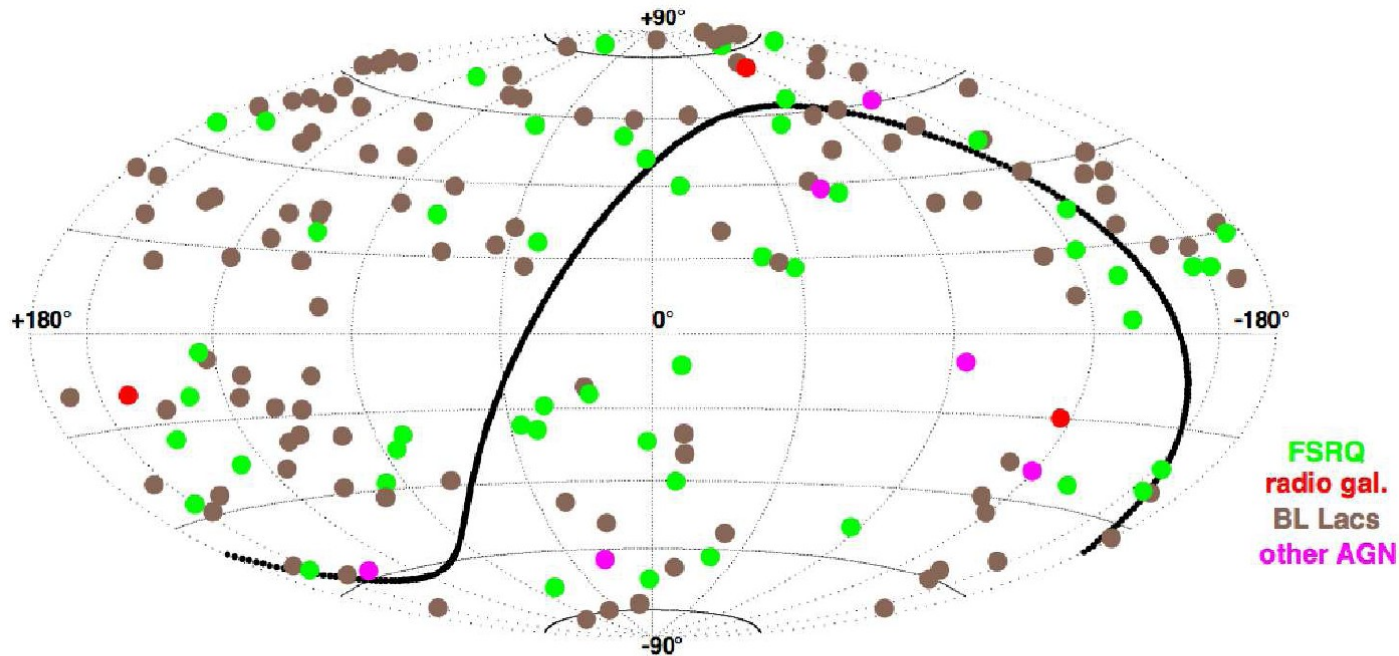 +90°
+180°
0°
-180°
FSRQ
radio gal.
BL Lacs
other AGN
-90°